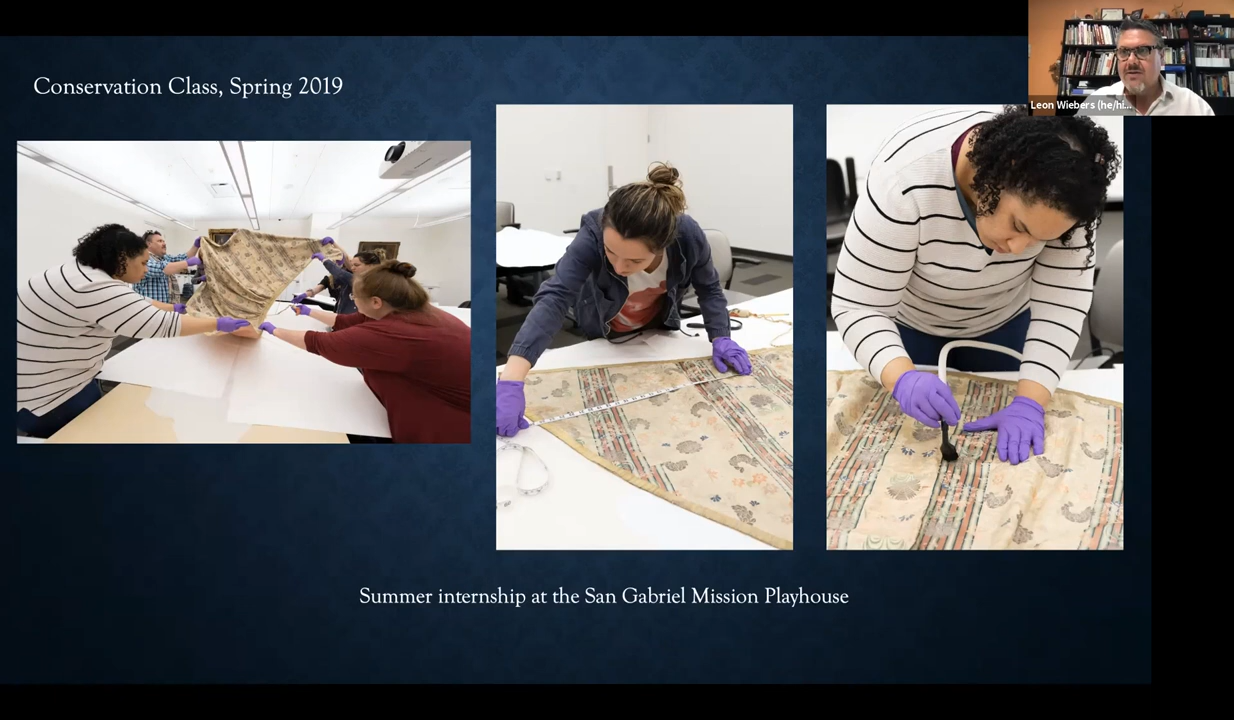 Conservation Class, Spring 2019
Leon Wiebers (he/hi...
Summer internship at the San Gabriel Mission Playhouse